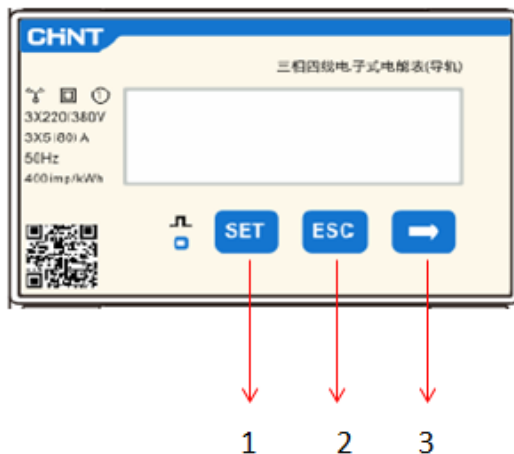 CHNT
三相四线电子式电能表(导轨)
3X220/380V
3X5(80)A
50Hz
400imp/kWh
SET
ESC
1 2 3